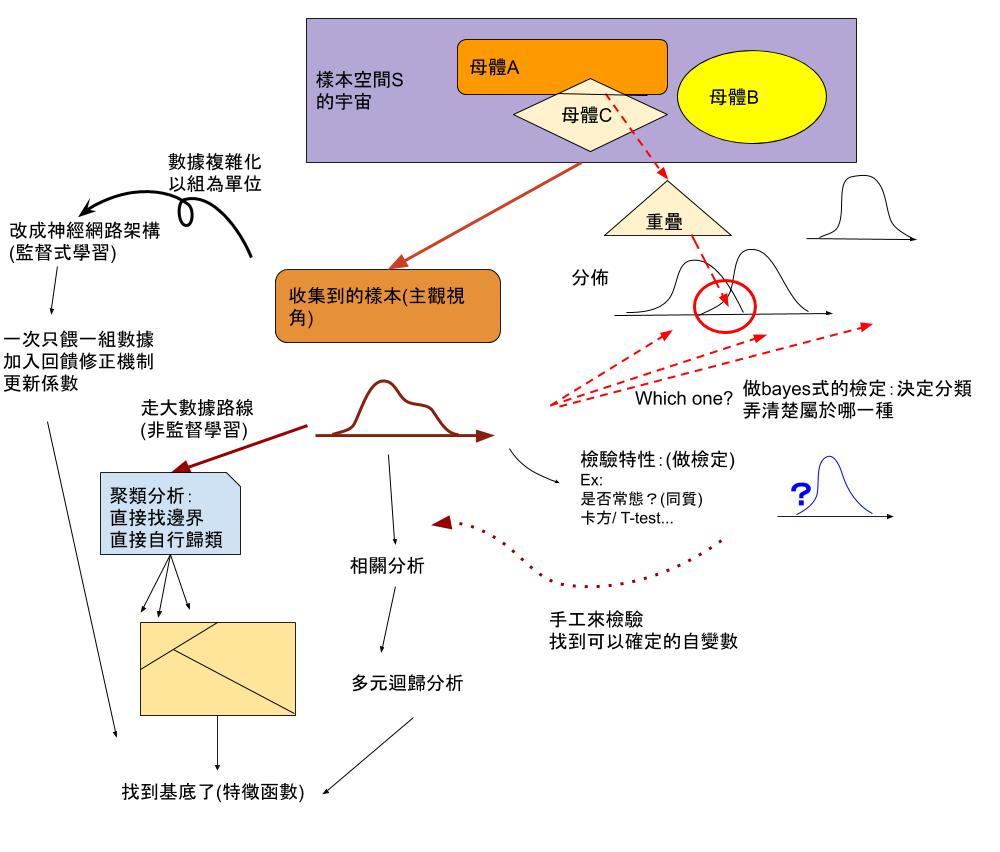 樣本空間S
的宇宙
母體A
母體B
母體C
數據複雜化
以組為單位
重疊
改成神經網路架構
(監督式學習)
分佈
收集到的樣本(主觀視
角)
一次只餵一組數據
加入回饋修正機制
更新係數
Which one?
做bayes式的檢定：決定分類
弄清楚屬於哪一種
走大數據路線
(非監督學習)
檢驗特性：(做檢定)
Ex:
是否常態？(同質)
卡方/ T-test...
?
聚類分析：
直接找邊界
直接自行歸類
相關分析
手工來檢驗
找到可以確定的自變數
多元迴歸分析
找到基底了(特徵函數)